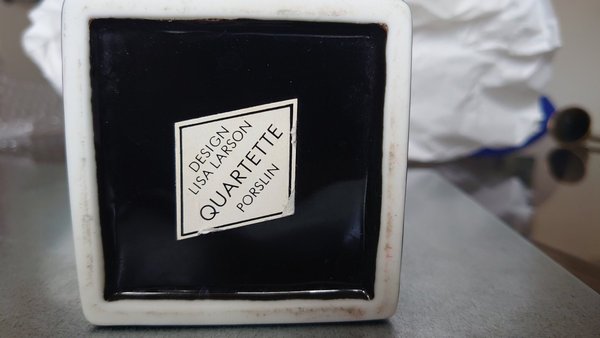 DESIGN
LISA LARSON
QUARTETTE
PORSLIN